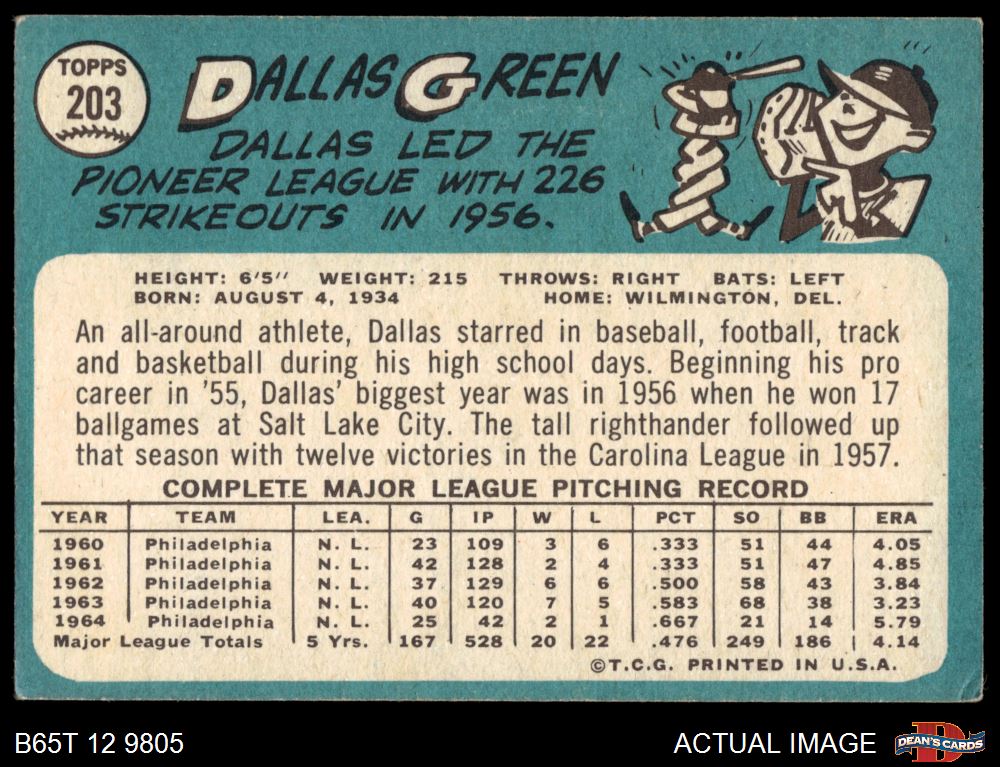 TOPPS
203
DALLAS GREEN
DALLAS LED THE
PIONEER LEAGUE WITH 226
STRIKEOUTS IN 1956.
HEIGHT: 6'5" WEIGHT: 215 THROWS: RIGHT BATS: LEFT
BORN: AUGUST 4, 1934 HOME: WILMINGTON, DEL.
An all-around athlete, Dallas starred in baseball, football, track
and basketball during his high school days. Beginning his pro
career in '55, Dallas' biggest year was in 1956 when he won 17
ballgames at Salt Lake City. The tall righthander followed up
that season with twelve victories in the Carolina League in 1957.
COMPLETE MAJOR LEAGUE PITCHING RECORD
YEAR TEAM LEA. G IP W L PCT SO BB ERA
1960 Philadelphia N. L. 23 109 3 6 .333 51 44 4.05
1961 Philadelphia N. L. 42 128 2 4 .333 51 47 4.85
1962 Philadelphia N. L. 37 129 6 6 .500 58 43 3.84
1963 Philadelphia N. L. 40 120 7 5 .583 68 38 3.23
1964 Philadelphia N. L. 25 42 2 1 .667 21 14 5.79
Major League Totals 5 Yrs. 167 528 20 22 .476 249 186 4.14
©T.C.G. PRINTED IN U.S.A.
B65T 12 9805 ACTUAL IMAGE D DEAN'S CARDS